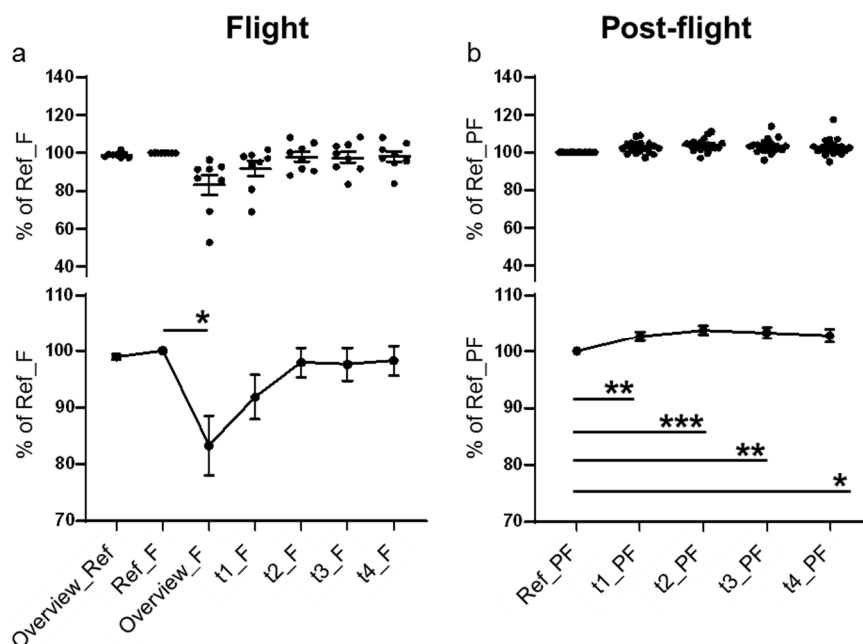 Flight
Post-flight
a
b
140
120
100
80
60
40
% of Ref_F
110
100
90
80
70
% of Ref_F
*
Overview_Ref
Ref_F
Overview_F
t1_F
t2_F
t3_F
t4_F
140
120
100
80
60
40
% of Ref_PF
110
100
90
80
70
% of Ref_PF
**
***
**
*
Ref_PF
t1_PF
t2_PF
t3_PF
t4_PF